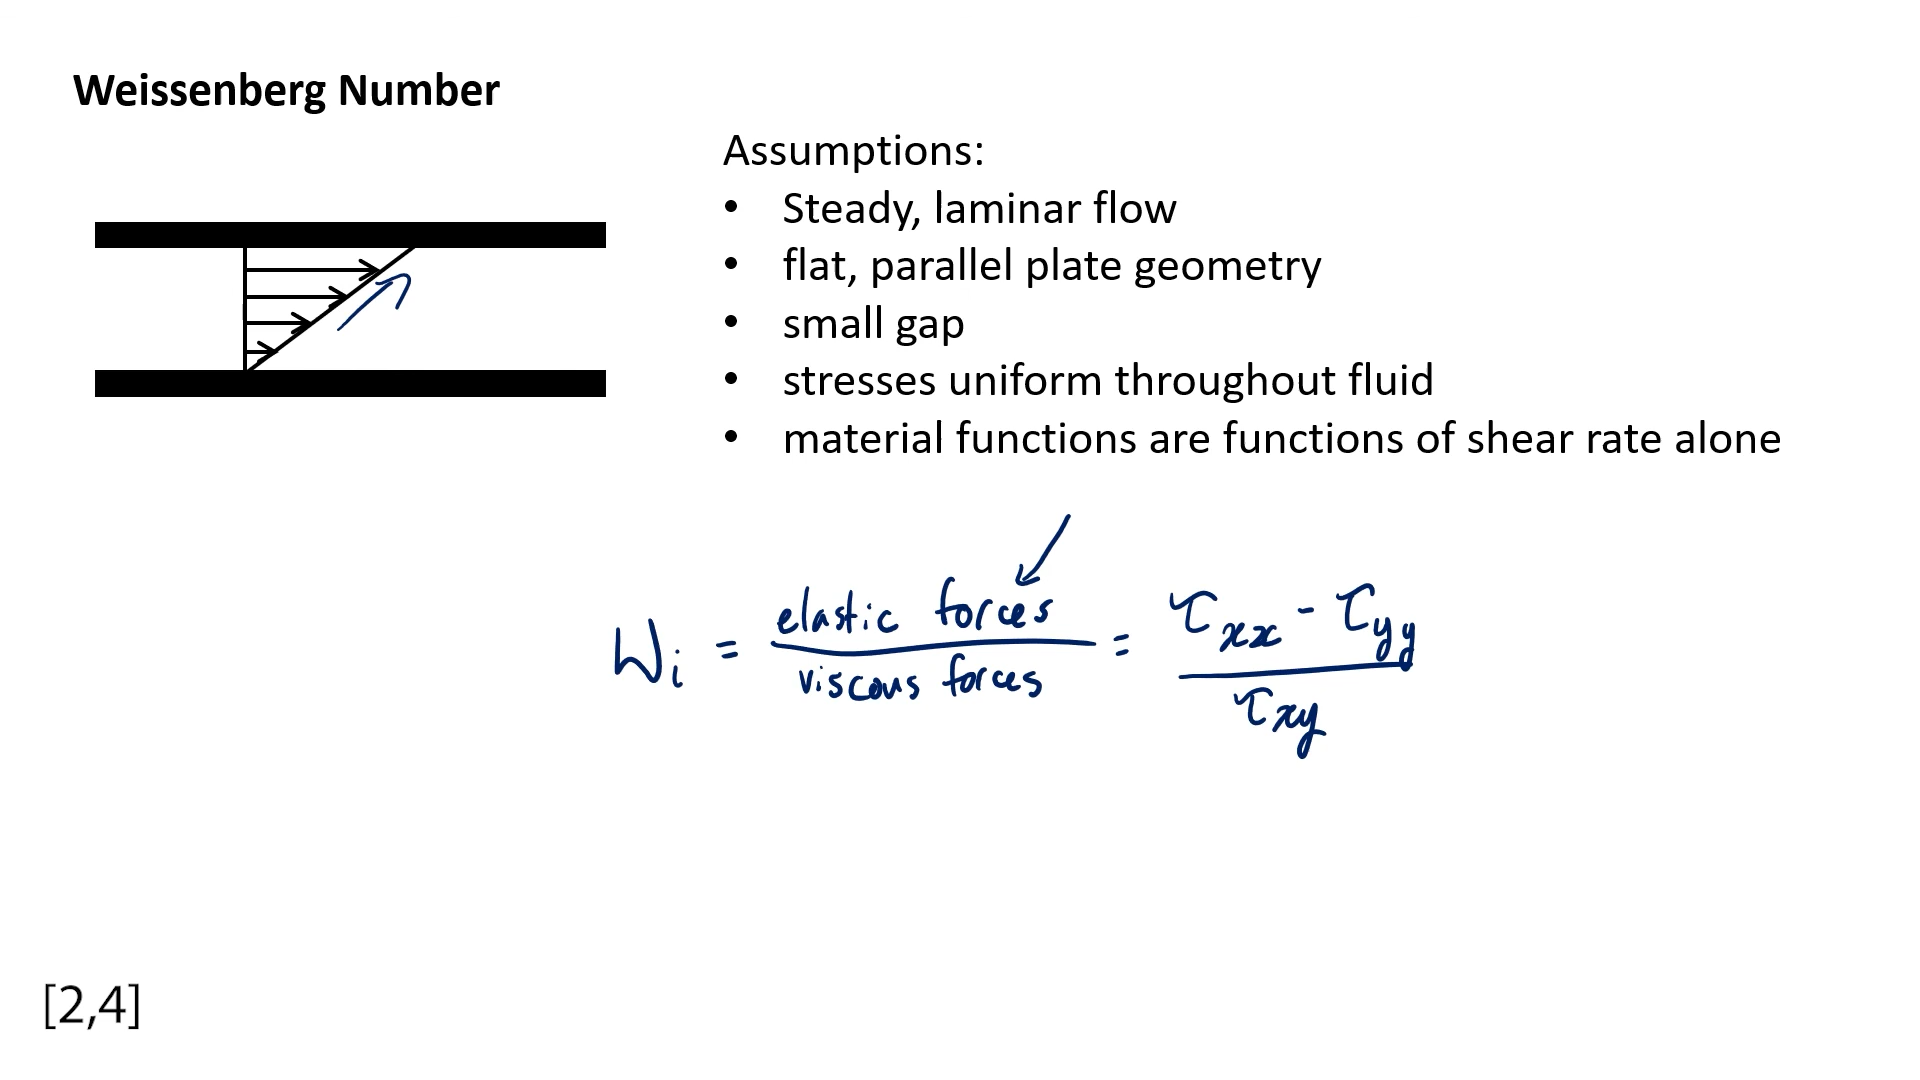 Weissenberg Number
Assumptions:
• Steady, laminar flow
• flat, parallel plate geometry
• small gap
• stresses uniform throughout fluid
• material functions are functions of shear rate alone
Wi = elastic forces / viscous forces = τxx - τyy / τxy
[2,4]